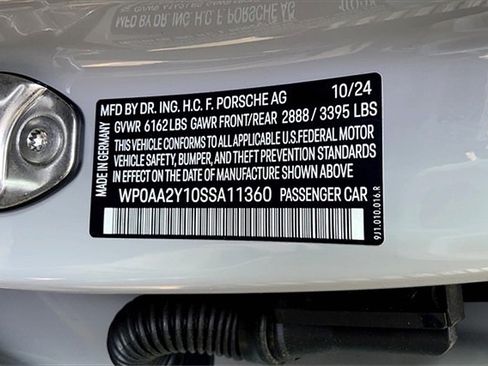 MFD BY DR. ING. H.C. F. PORSCHE AG 10/24
GVWR 6162 LBS GAWR FRONT/REAR 2888 / 3395 LBS
THIS VEHICLE CONFORMS TO ALL APPLICABLE U.S.FEDERAL MOTOR
VEHICLE SAFETY, BUMPER, AND THEFT PREVENTION STANDARDS
IN EFFECT ON THE DATE OF MANUFACTURE SHOWN ABOVE
WP0AA2Y10SSA11360 PASSENGER CAR
MADE IN GERMANY
9J1.010.016.R